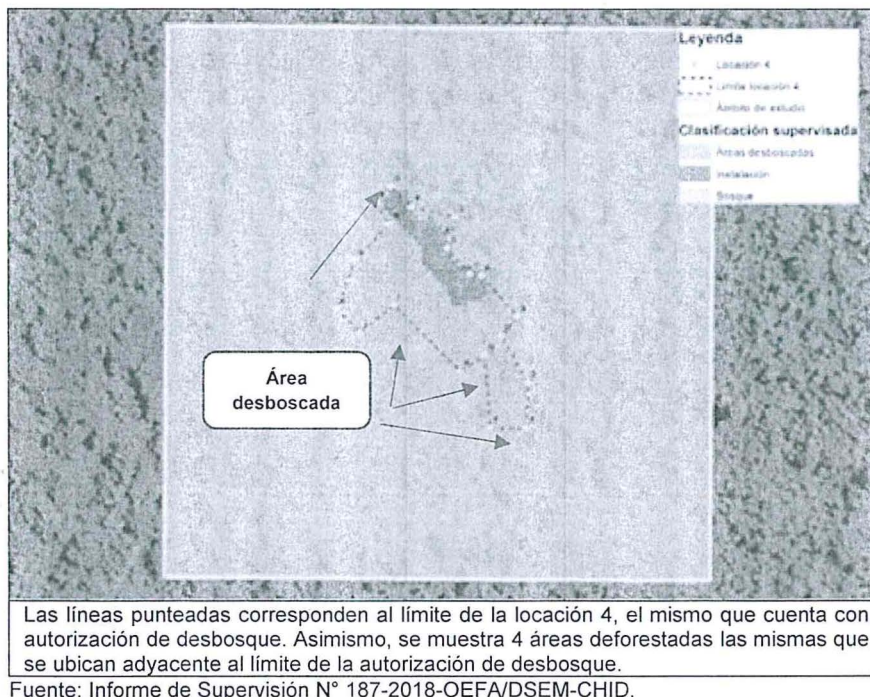 Leyenda
Locación 4
Límite locación 4
Ámbito de estudio
Clasificación supervisada
Áreas desboscadas
Instalación
Bosque
Área
desboscada
Las líneas punteadas corresponden al límite de la locación 4, el mismo que cuenta con
autorización de desbosque. Asimismo, se muestra 4 áreas deforestadas las mismas que
se ubican adyacente al límite de la autorización de desbosque.
Fuente: Informe de Supervisión N° 187-2018-OEFA/DSEM-CHID.